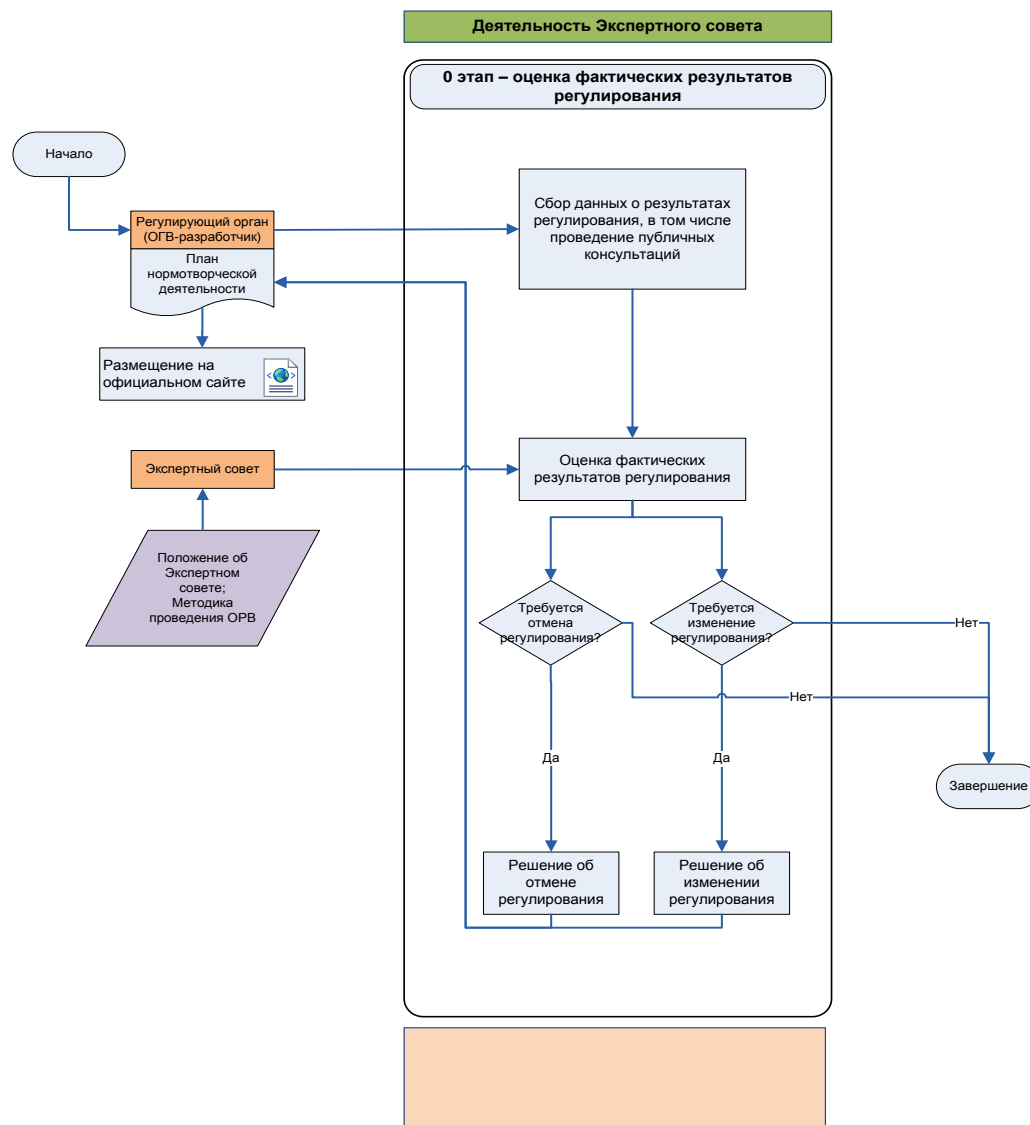 Деятельность Экспертного совета
0 этап – оценка фактических результатов
регулирования
Начало
Регулирующий орган
(ОГВ-разработчик)
План
нормотворческой
деятельности
Сбор данных о результатах
регулирования, в том числе
проведение публичных
консультаций
Размещение на
официальном сайте
Экспертный совет
Оценка фактических
результатов регулирования
Положение об
Экспертном
совете;
Методика
проведения ОРВ
Требуется
отмена
регулирования?
Требуется
изменение
регулирования?
Нет
Нет
Да
Да
Завершение
Решение об
отмене
регулирования
Решение об
изменении
регулирования